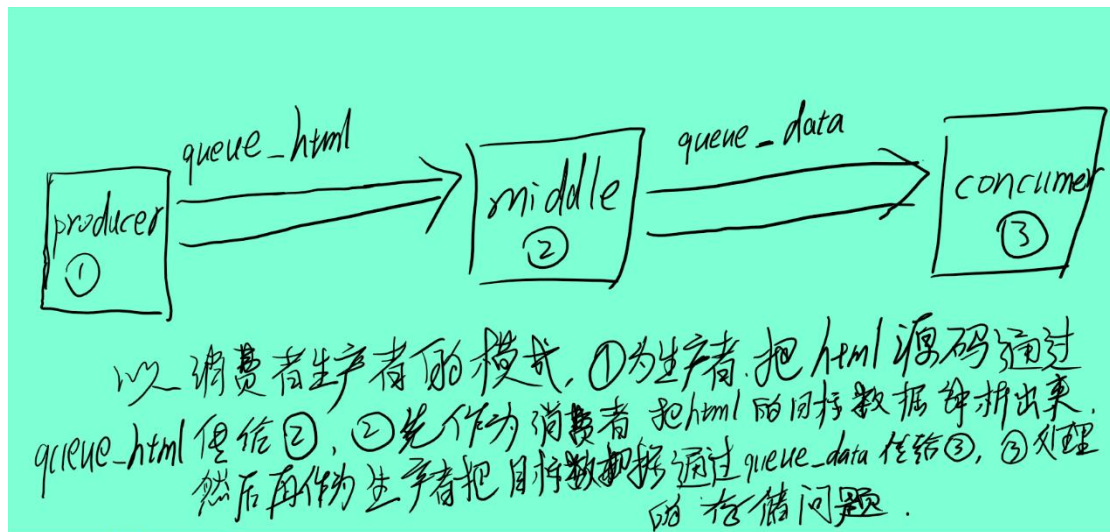 queue_html
queue_data
producer
①
middle
②
concumer
③
以消费者生产者的模式，①为生产者.把html源码通过
queue_html传给②，②先作为消费者 把html的目标数据解析出来.
然后再作为生产者把目标数据通过queue_data传给③，③处理
的存储问题.